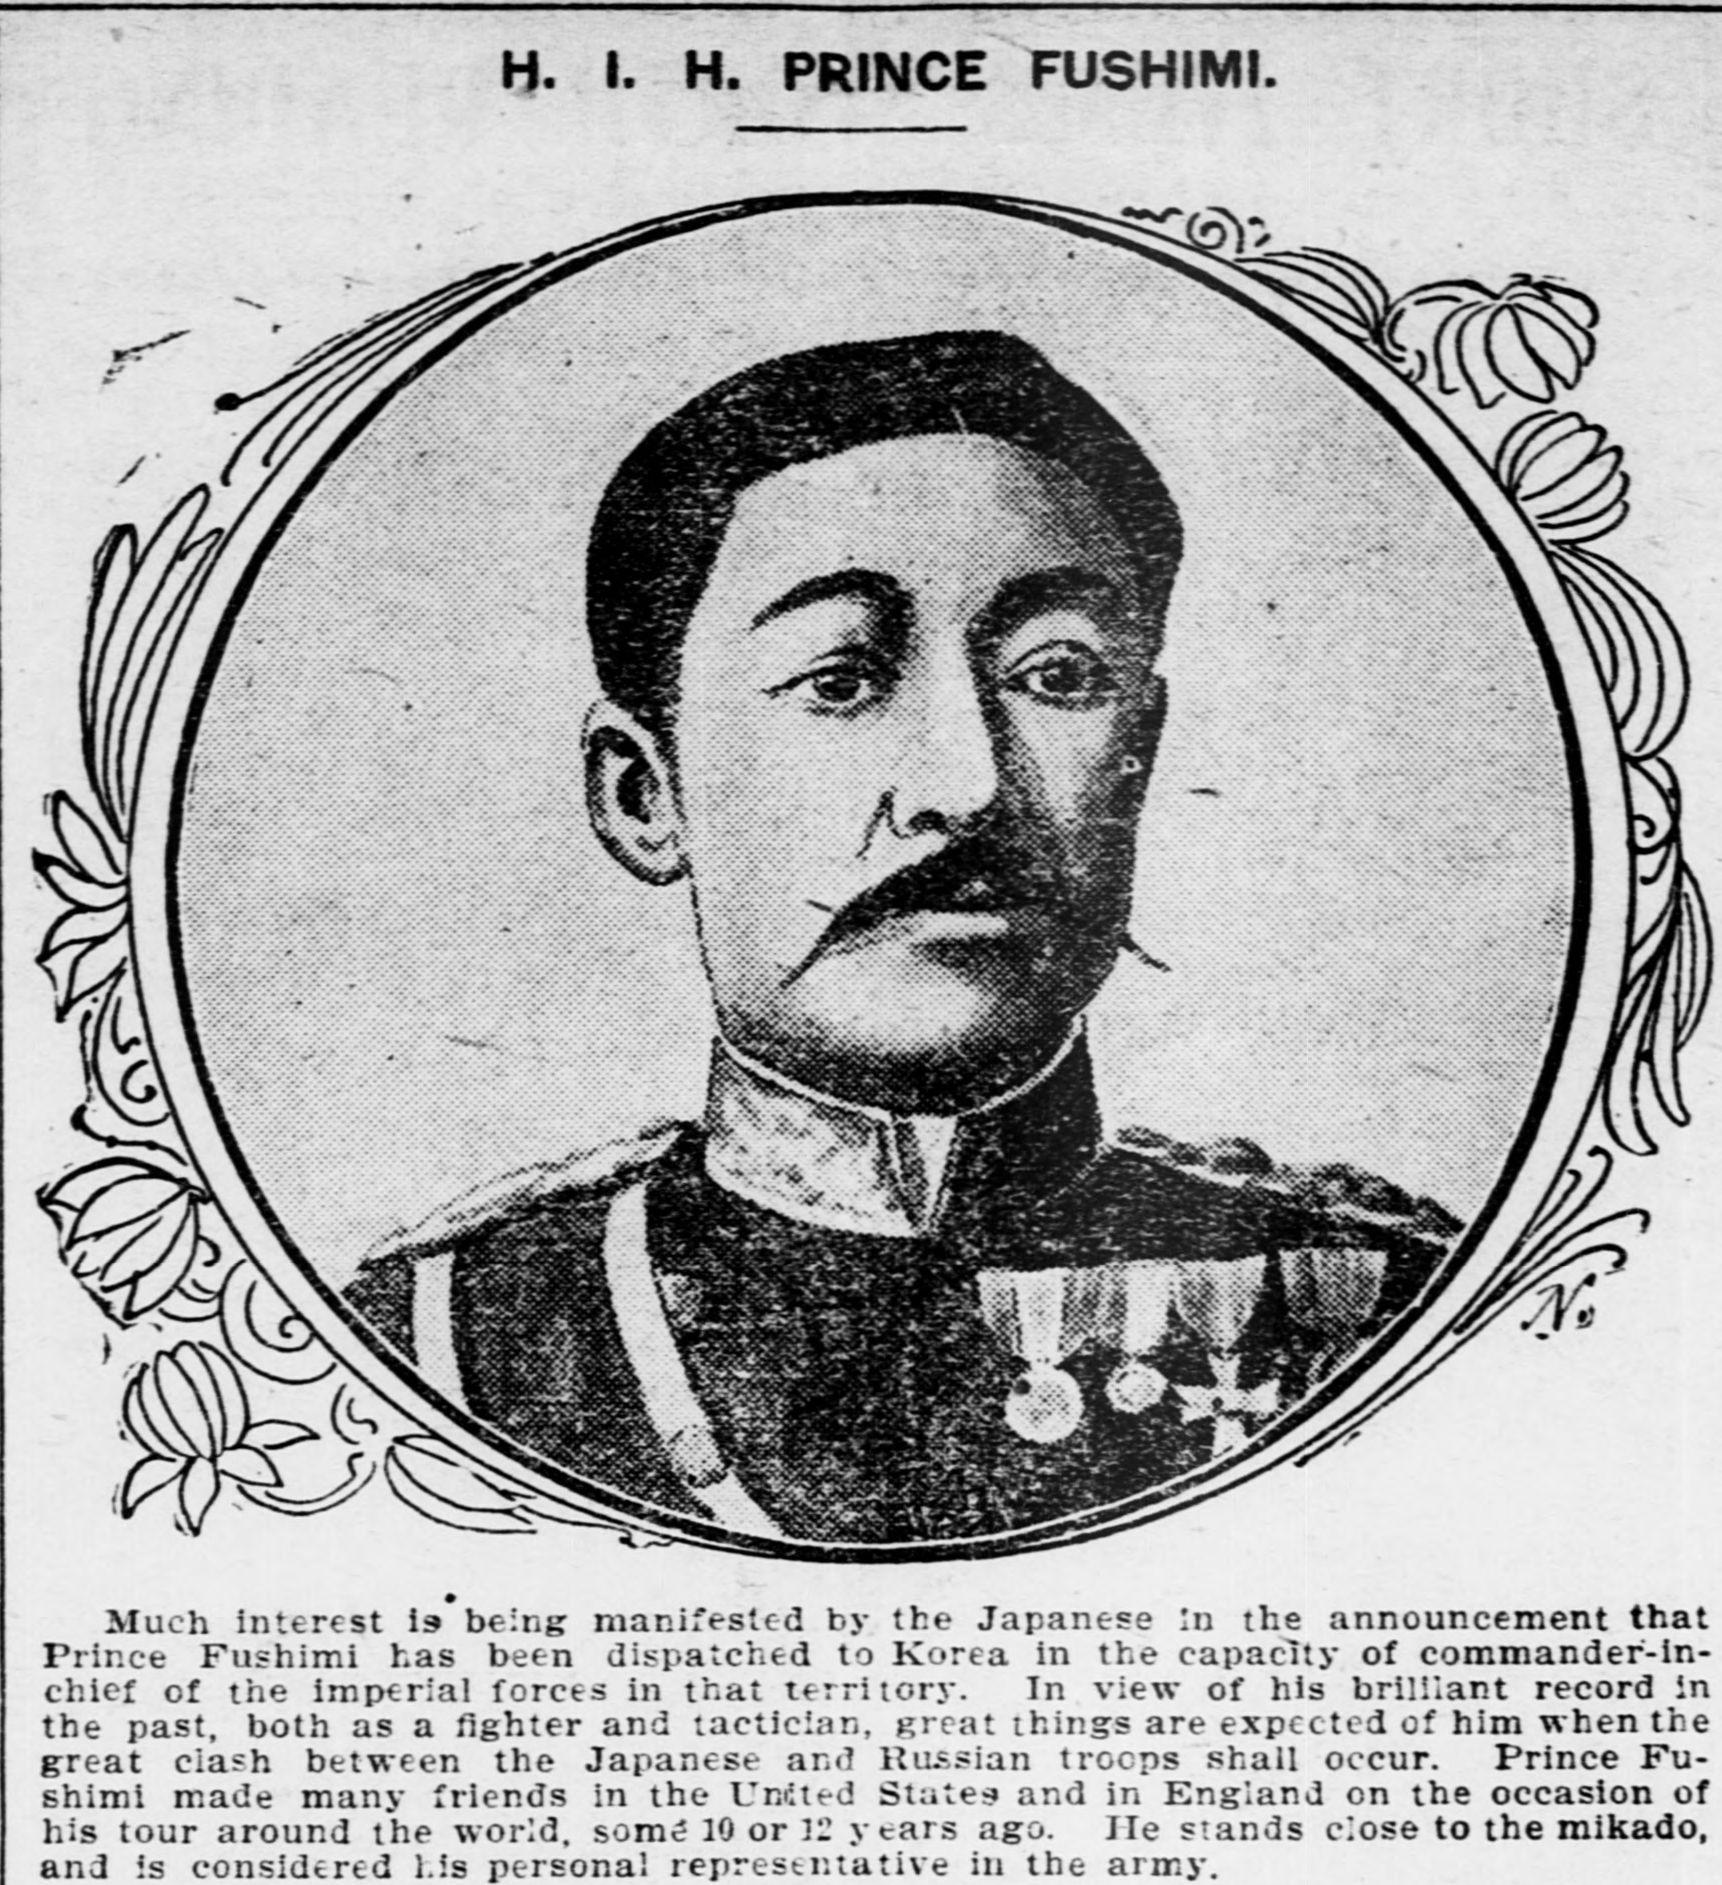 H. I. H. PRINCE FUSHIMI.
N.
Much interest is being manifested by the Japanese in the announcement that
Prince Fushimi has been dispatched to Korea in the capacity of commander-in-
chief of the imperial forces in that territory. In view of his brilliant record in
the past, both as a fighter and tactician, great things are expected of him when the
great clash between the Japanese and Russian troops shall occur. Prince Fu-
shimi made many friends in the United States and in England on the occasion of
his tour around the world, some 10 or 12 years ago. He stands close to the mikado,
and is considered his personal representative in the army.